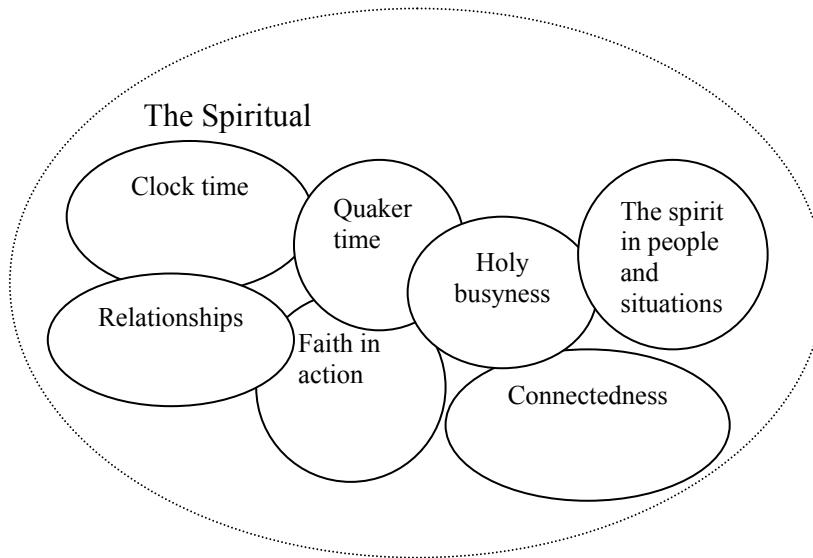 The Spiritual
Clock time
Quaker
time
The spirit
in people
and
situations
Holy
busyness
Relationships
Faith in
action
Connectedness